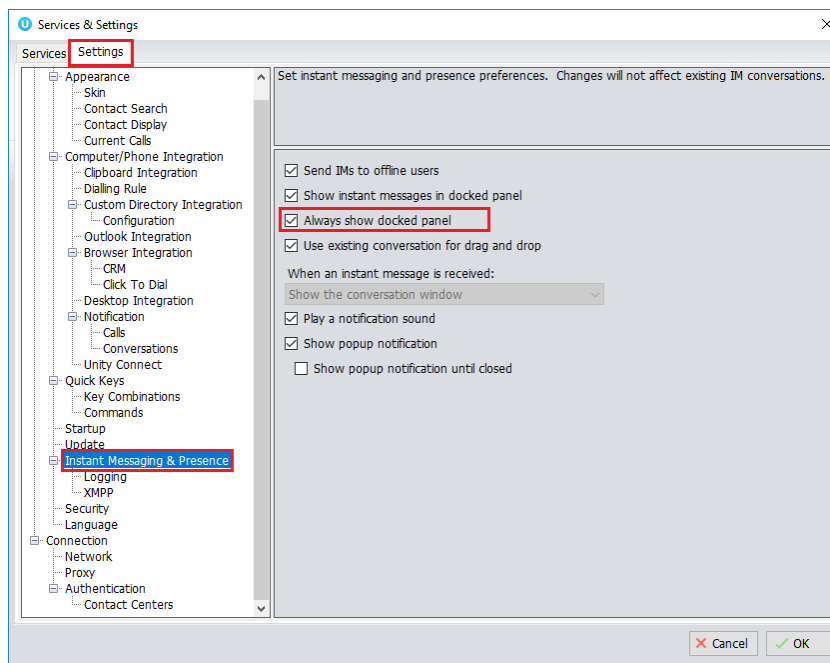 U Services & Settings
Services Settings
Appearance
Skin
Contact Search
Contact Display
Current Calls
Computer/Phone Integration
Clipboard Integration
Dialling Rule
Custom Directory Integration
Configuration
Outlook Integration
Browser Integration
CRM
Click To Dial
Desktop Integration
Notification
Calls
Conversations
Unity Connect
Quick Keys
Key Combinations
Commands
Startup
Update
Instant Messaging & Presence
Logging
XMPP
Security
Language
Connection
Network
Proxy
Authentication
Contact Centers
Set instant messaging and presence preferences. Changes will not affect existing IM conversations.
Send IMs to offline users
Show instant messages in docked panel
Always show docked panel
Use existing conversation for drag and drop
When an instant message is received:
Show the conversation window
Play a notification sound
Show popup notification
Show popup notification until closed
Cancel OK